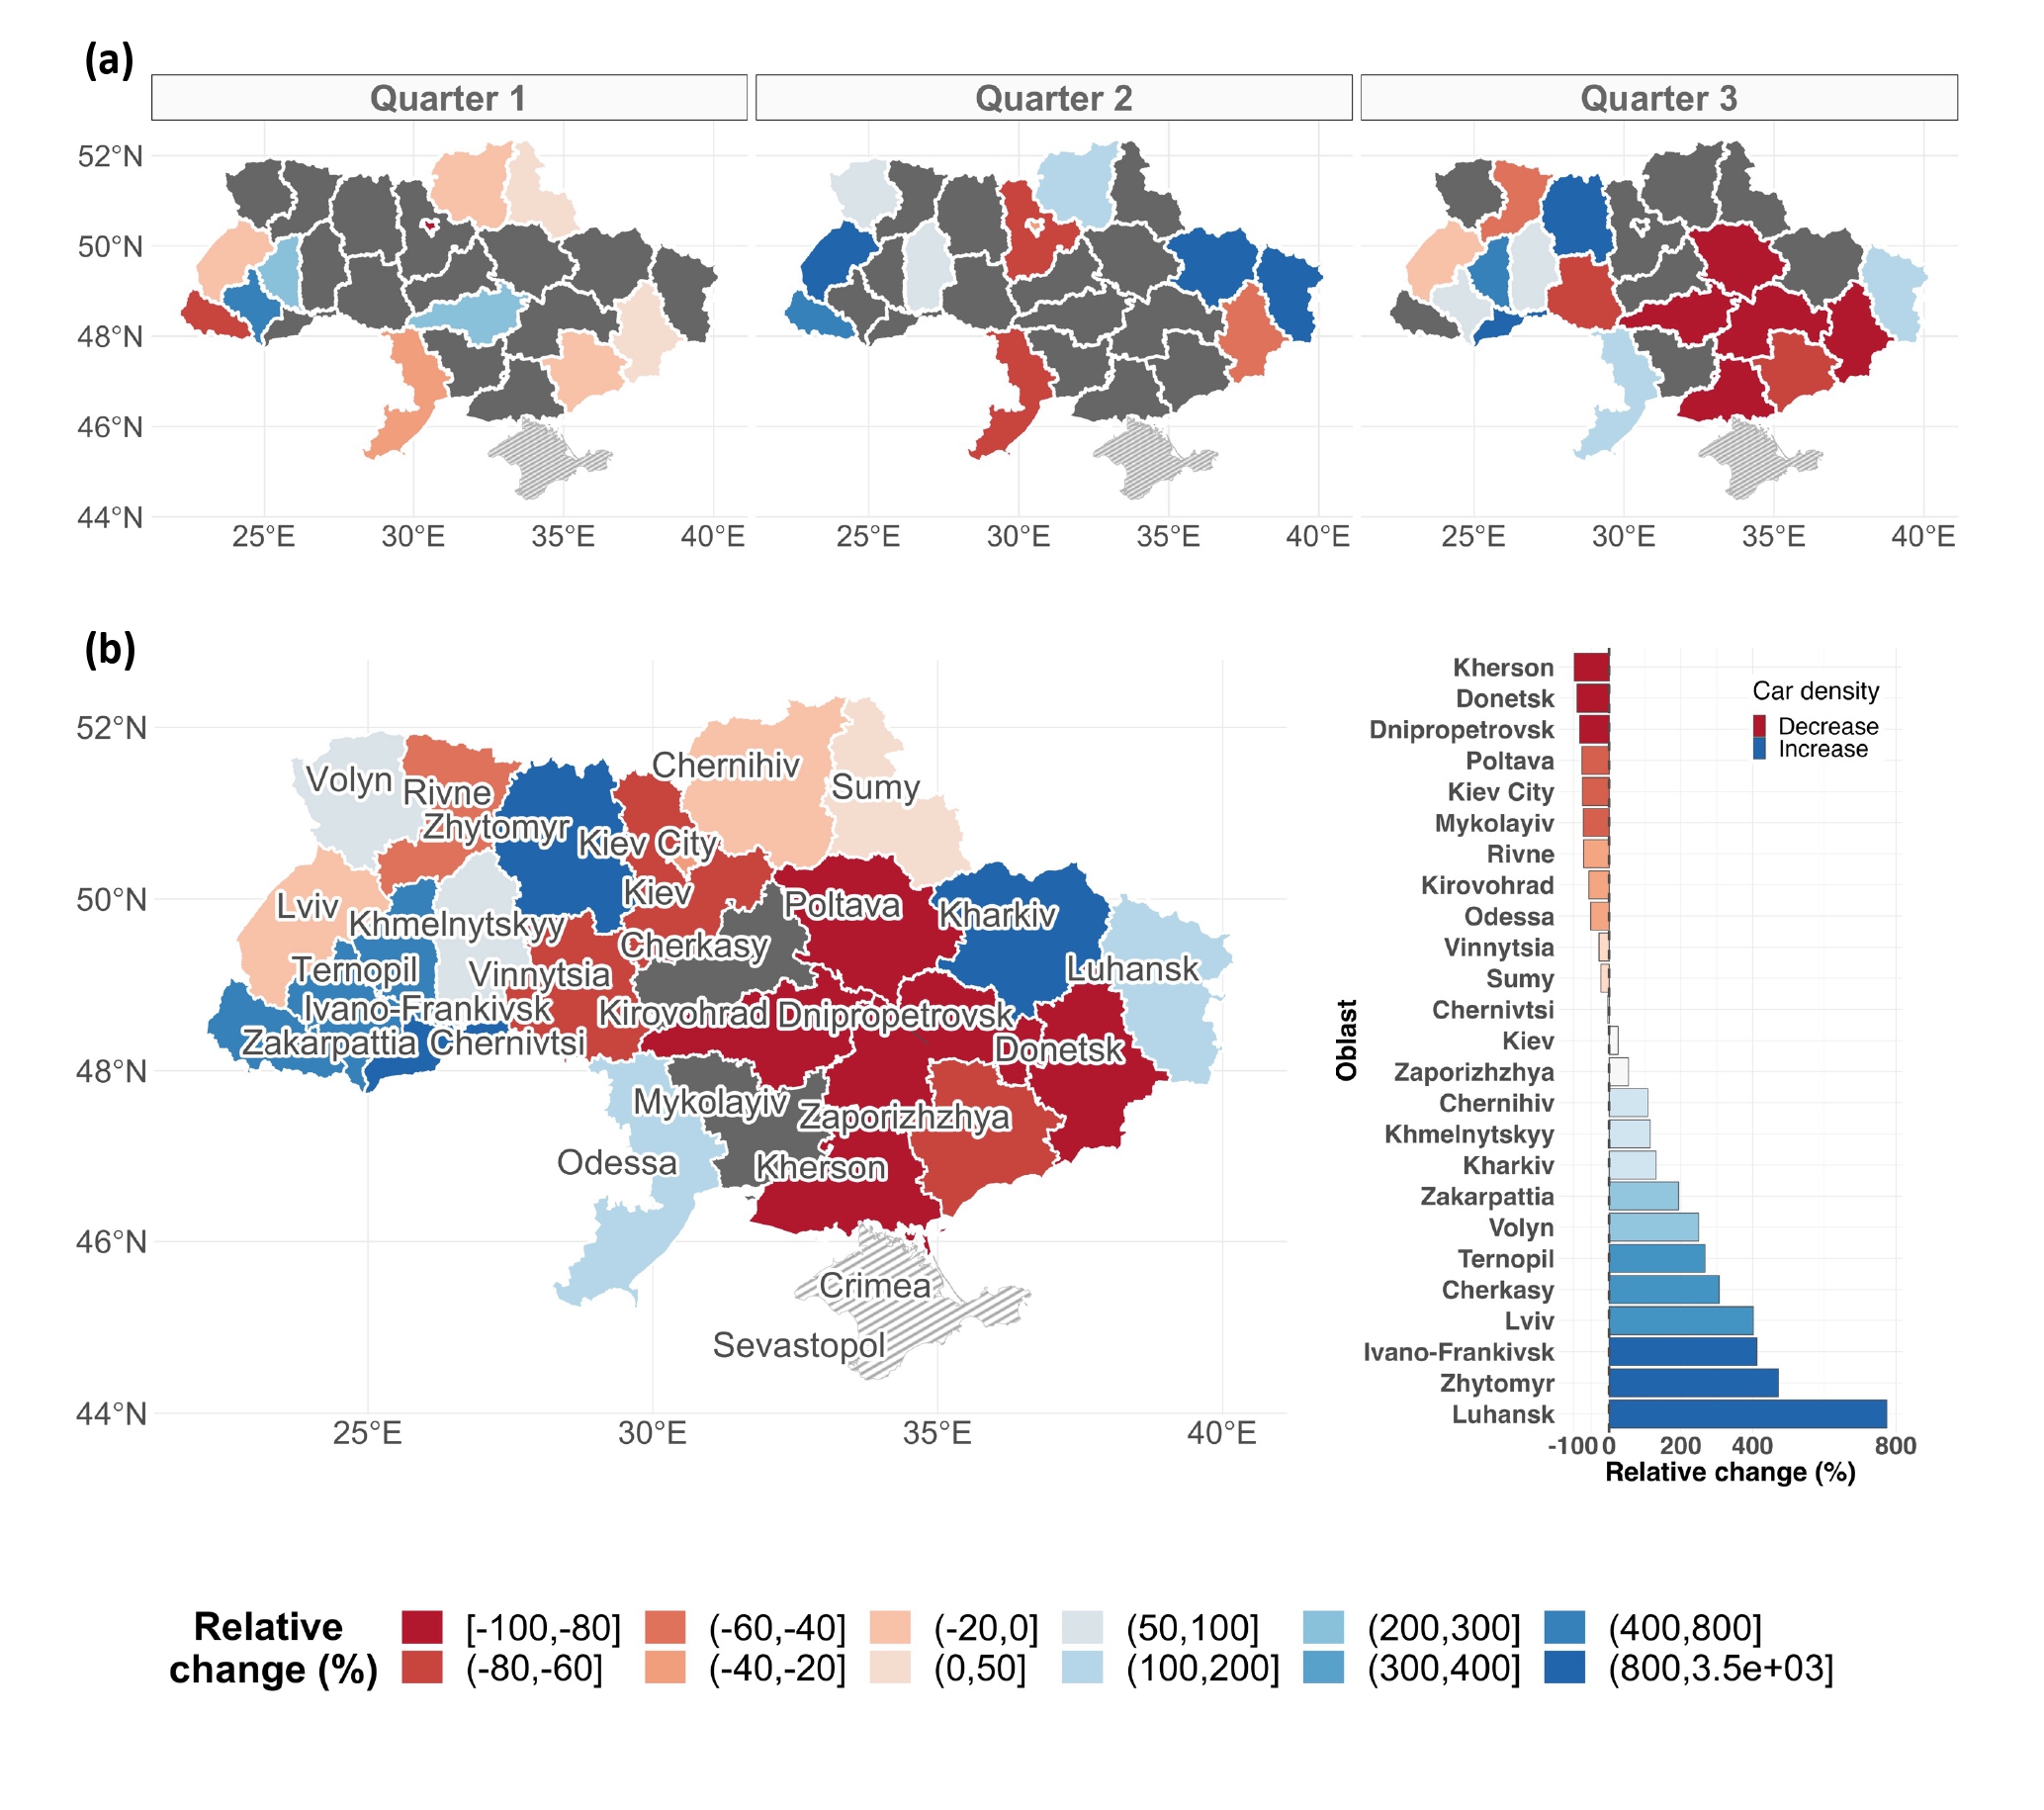 (a)
Quarter 1
Quarter 2
Quarter 3
52°N
50°N
48°N
46°N
44°N
25°E 30°E 35°E 40°E
25°E 30°E 35°E 40°E
25°E 30°E 35°E 40°E
(b)
52°N
50°N
48°N
46°N
44°N
25°E 30°E 35°E 40°E
Volyn
Rivne
Zhytomyr
Chernihiv
Sumy
Kiev City
Kiev
Lviv
Khmelnytskyy
Poltava
Kharkiv
Cherkasy
Ternopil
Vinnytsia
Luhansk
Ivano-Frankivsk
Kirovohrad
Dnipropetrovsk
Zakarpattia
Chernivtsi
Donetsk
Mykolayiv
Zaporizhzhya
Odessa
Kherson
Crimea
Sevastopol
Oblast
Kherson
Donetsk
Dnipropetrovsk
Poltava
Kiev City
Mykolayiv
Rivne
Kirovohrad
Odessa
Vinnytsia
Sumy
Chernivtsi
Kiev
Zaporizhzhya
Chernihiv
Khmelnytskyy
Kharkiv
Zakarpattia
Volyn
Ternopil
Cherkasy
Lviv
Ivano-Frankivsk
Zhytomyr
Luhansk
-100 0 200 400 800
Relative change (%)
Car density
Decrease
Increase
Relative
change (%)
[-100,-80] (-60,-40] (-20,0] (50,100] (200,300] (400,800]
(-80,-60] (-40,-20] (0,50] (100,200] (300,400] (800,3.5e+03]